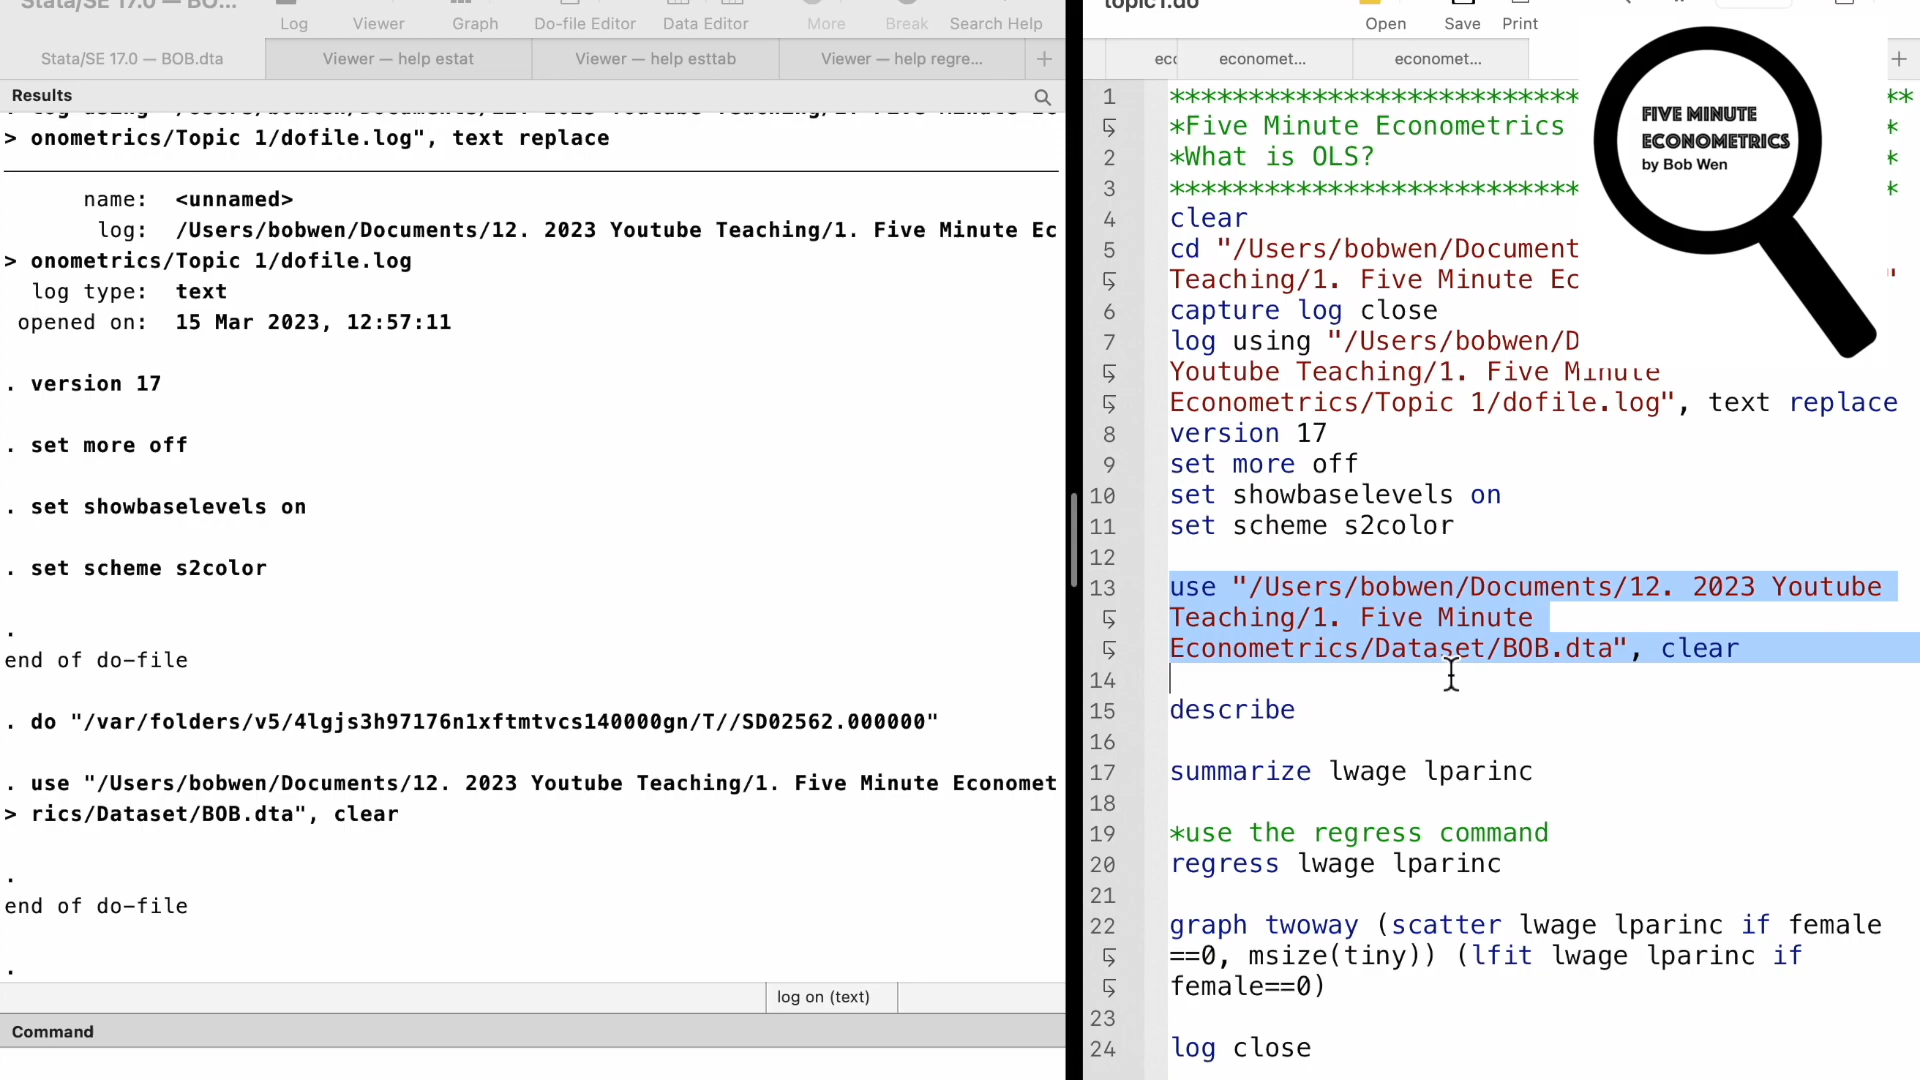 Stata/SE 17.0 — BO...
Log Viewer Graph Do-file Editor Data Editor More Break Search Help
Stata/SE 17.0 — BOB.dta Viewer — help estat Viewer — help esttab Viewer — help regre...
Results
> onometrics/Topic 1/dofile.log", text replace
name: <unnamed>
log: /Users/bobwen/Documents/12. 2023 Youtube Teaching/1. Five Minute Ec
> onometrics/Topic 1/dofile.log
log type: text
opened on: 15 Mar 2023, 12:57:11
. version 17
. set more off
. set showbaselevels on
. set scheme s2color
.
end of do-file
. do "/var/folders/v5/4lgjs3h97176n1xftmtvcs140000gn/T//SD02562.000000"
. use "/Users/bobwen/Documents/12. 2023 Youtube Teaching/1. Five Minute Economet
> rics/Dataset/BOB.dta", clear
.
end of do-file
.
log on (text)
Command
topic1.do
Open Save Print
economet... economet...
1 ************************** **
*Five Minute Econometrics *
2 *What is OLS? *
3 ************************** *
4 clear
5 cd "/Users/bobwen/Document
Teaching/1. Five Minute Ec "
6 capture log close
7 log using "/Users/bobwen/D
Youtube Teaching/1. Five Minute
Econometrics/Topic 1/dofile.log", text replace
8 version 17
9 set more off
10 set showbaselevels on
11 set scheme s2color
12
13 use "/Users/bobwen/Documents/12. 2023 Youtube
Teaching/1. Five Minute
Econometrics/Dataset/BOB.dta", clear
14
15 describe
16
17 summarize lwage lparinc
18
19 *use the regress command
20 regress lwage lparinc
21
22 graph twoway (scatter lwage lparinc if female
==0, msize(tiny)) (lfit lwage lparinc if
female==0)
23
24 log close
FIVE MINUTE
ECONOMETRICS
by Bob Wen